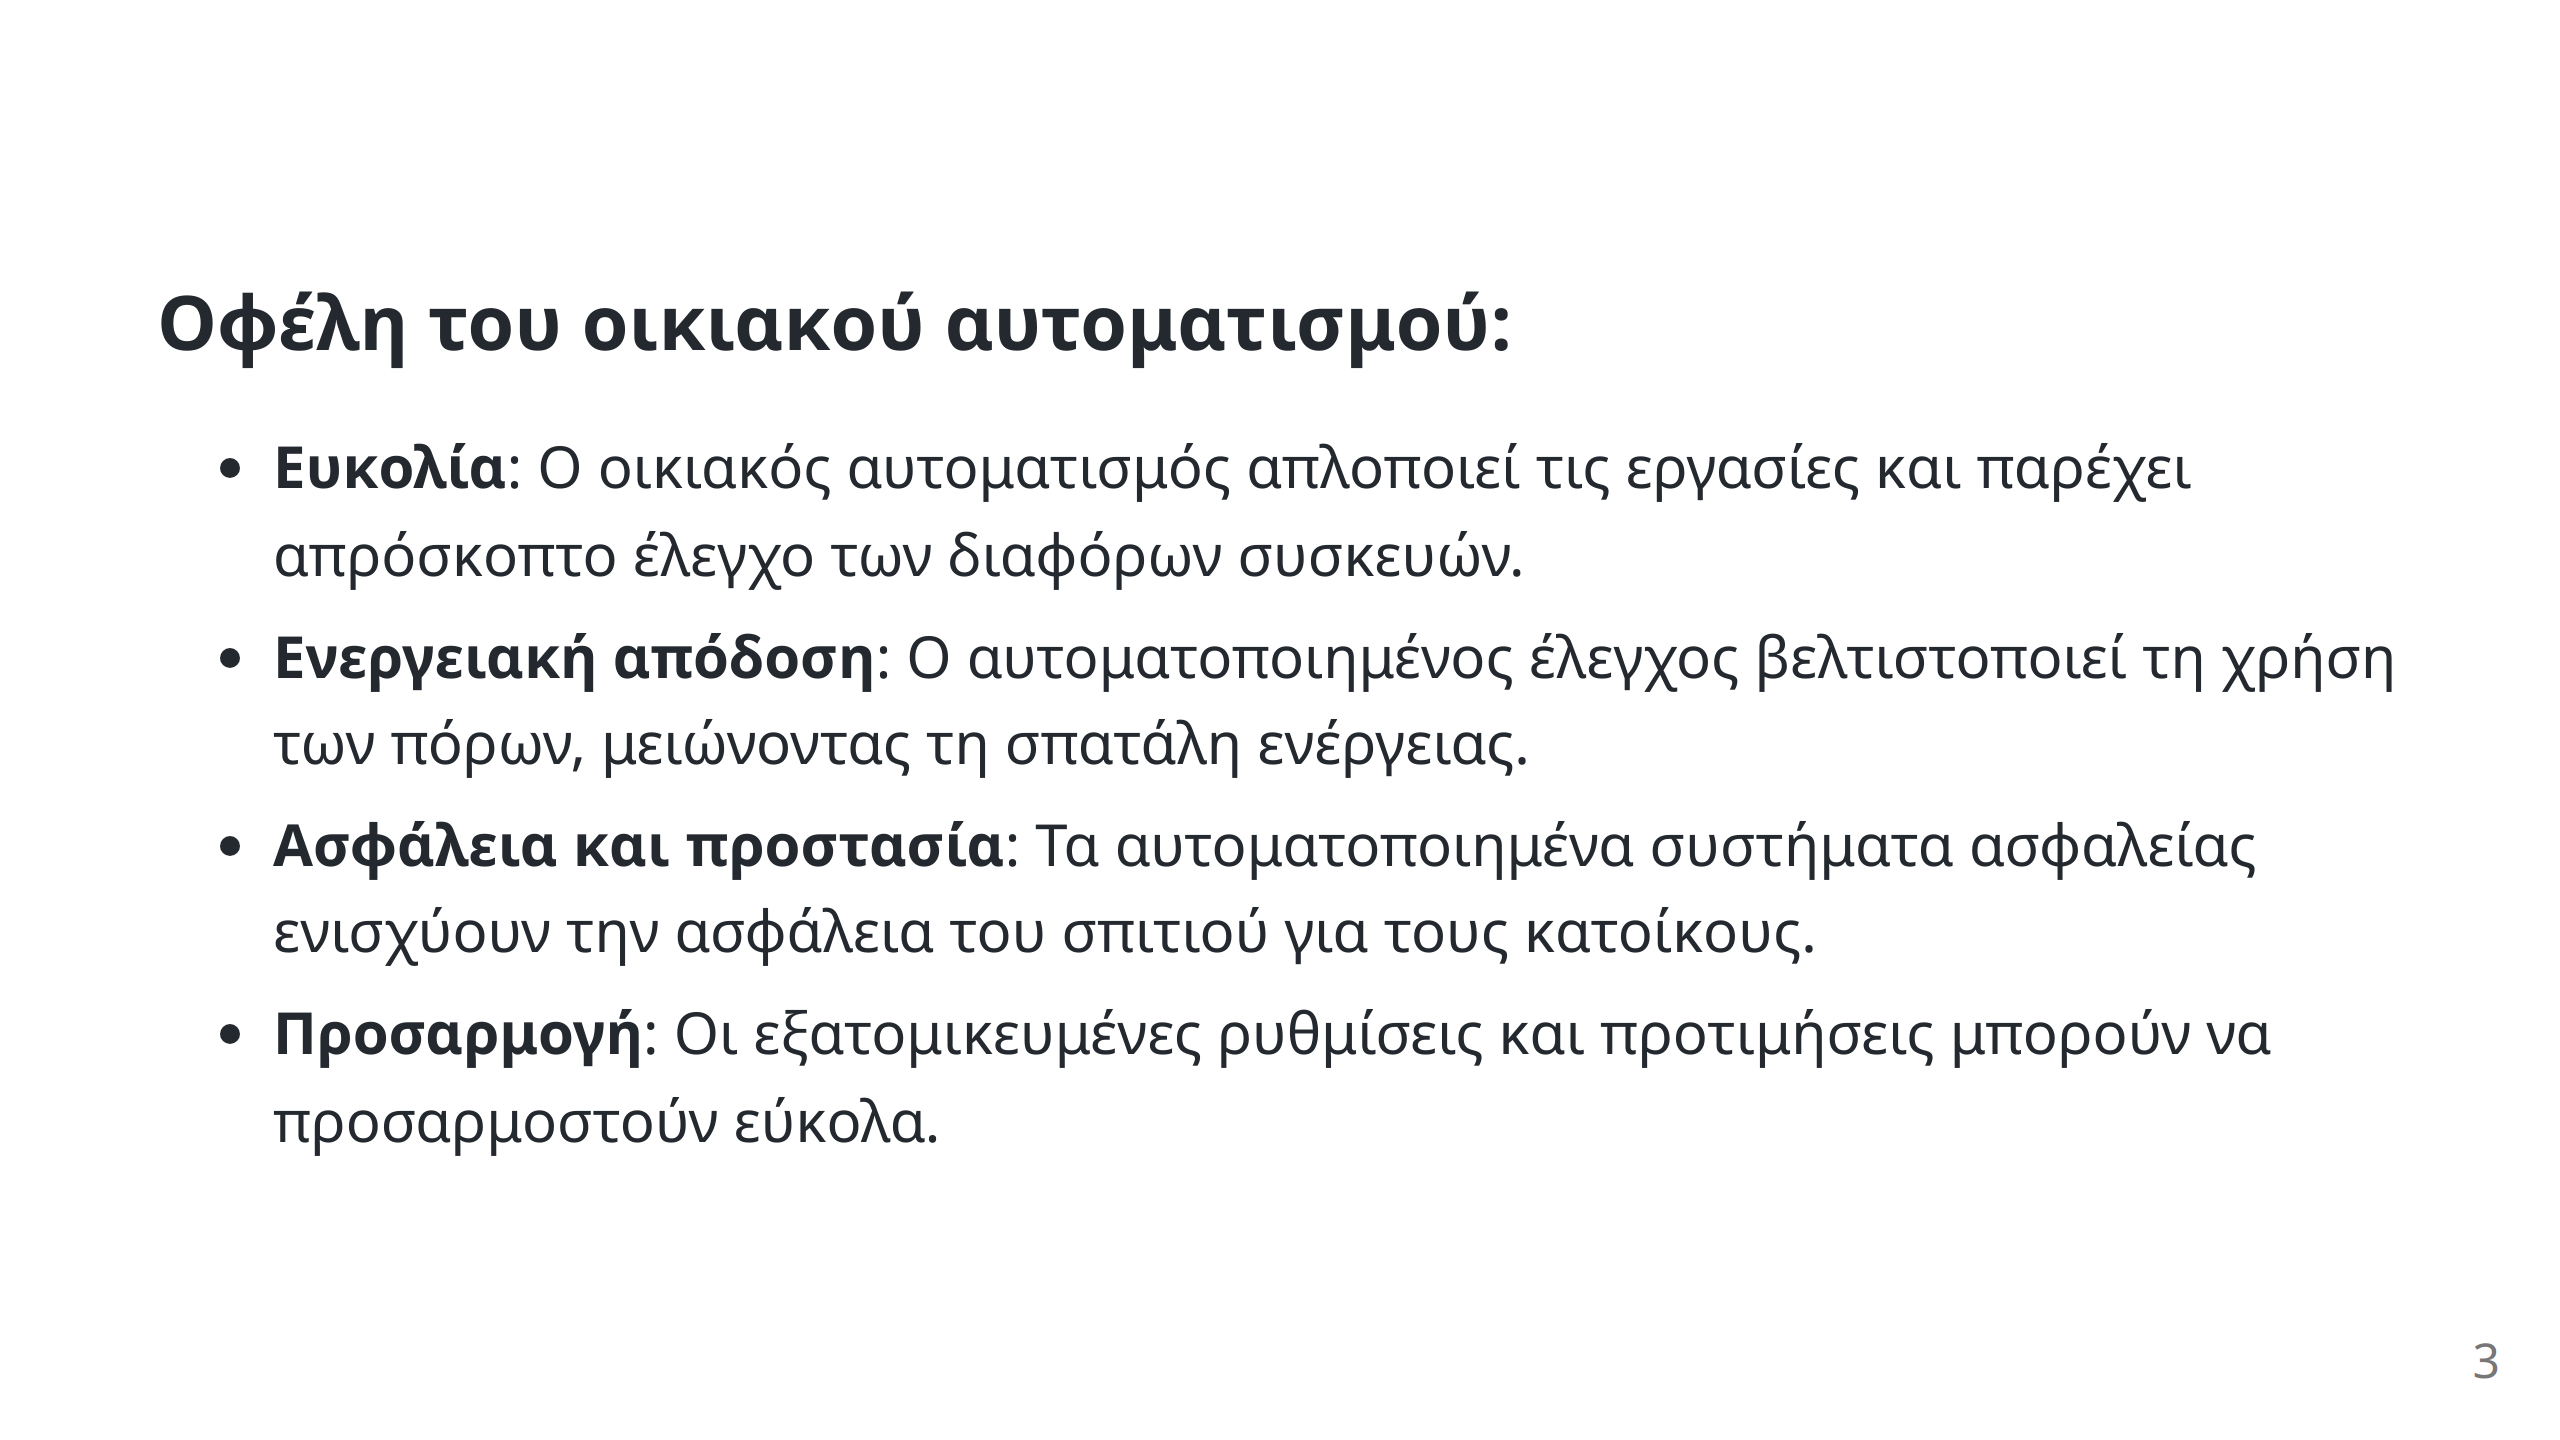 Οφέλη του οικιακού αυτοματισμού:
• Ευκολία: Ο οικιακός αυτοματισμός απλοποιεί τις εργασίες και παρέχει
απρόσκοπτο έλεγχο των διαφόρων συσκευών.
• Ενεργειακή απόδοση: Ο αυτοματοποιημένος έλεγχος βελτιστοποιεί τη χρήση
των πόρων, μειώνοντας τη σπατάλη ενέργειας.
• Ασφάλεια και προστασία: Τα αυτοματοποιημένα συστήματα ασφαλείας
ενισχύουν την ασφάλεια του σπιτιού για τους κατοίκους.
• Προσαρμογή: Οι εξατομικευμένες ρυθμίσεις και προτιμήσεις μπορούν να
προσαρμοστούν εύκολα.
3